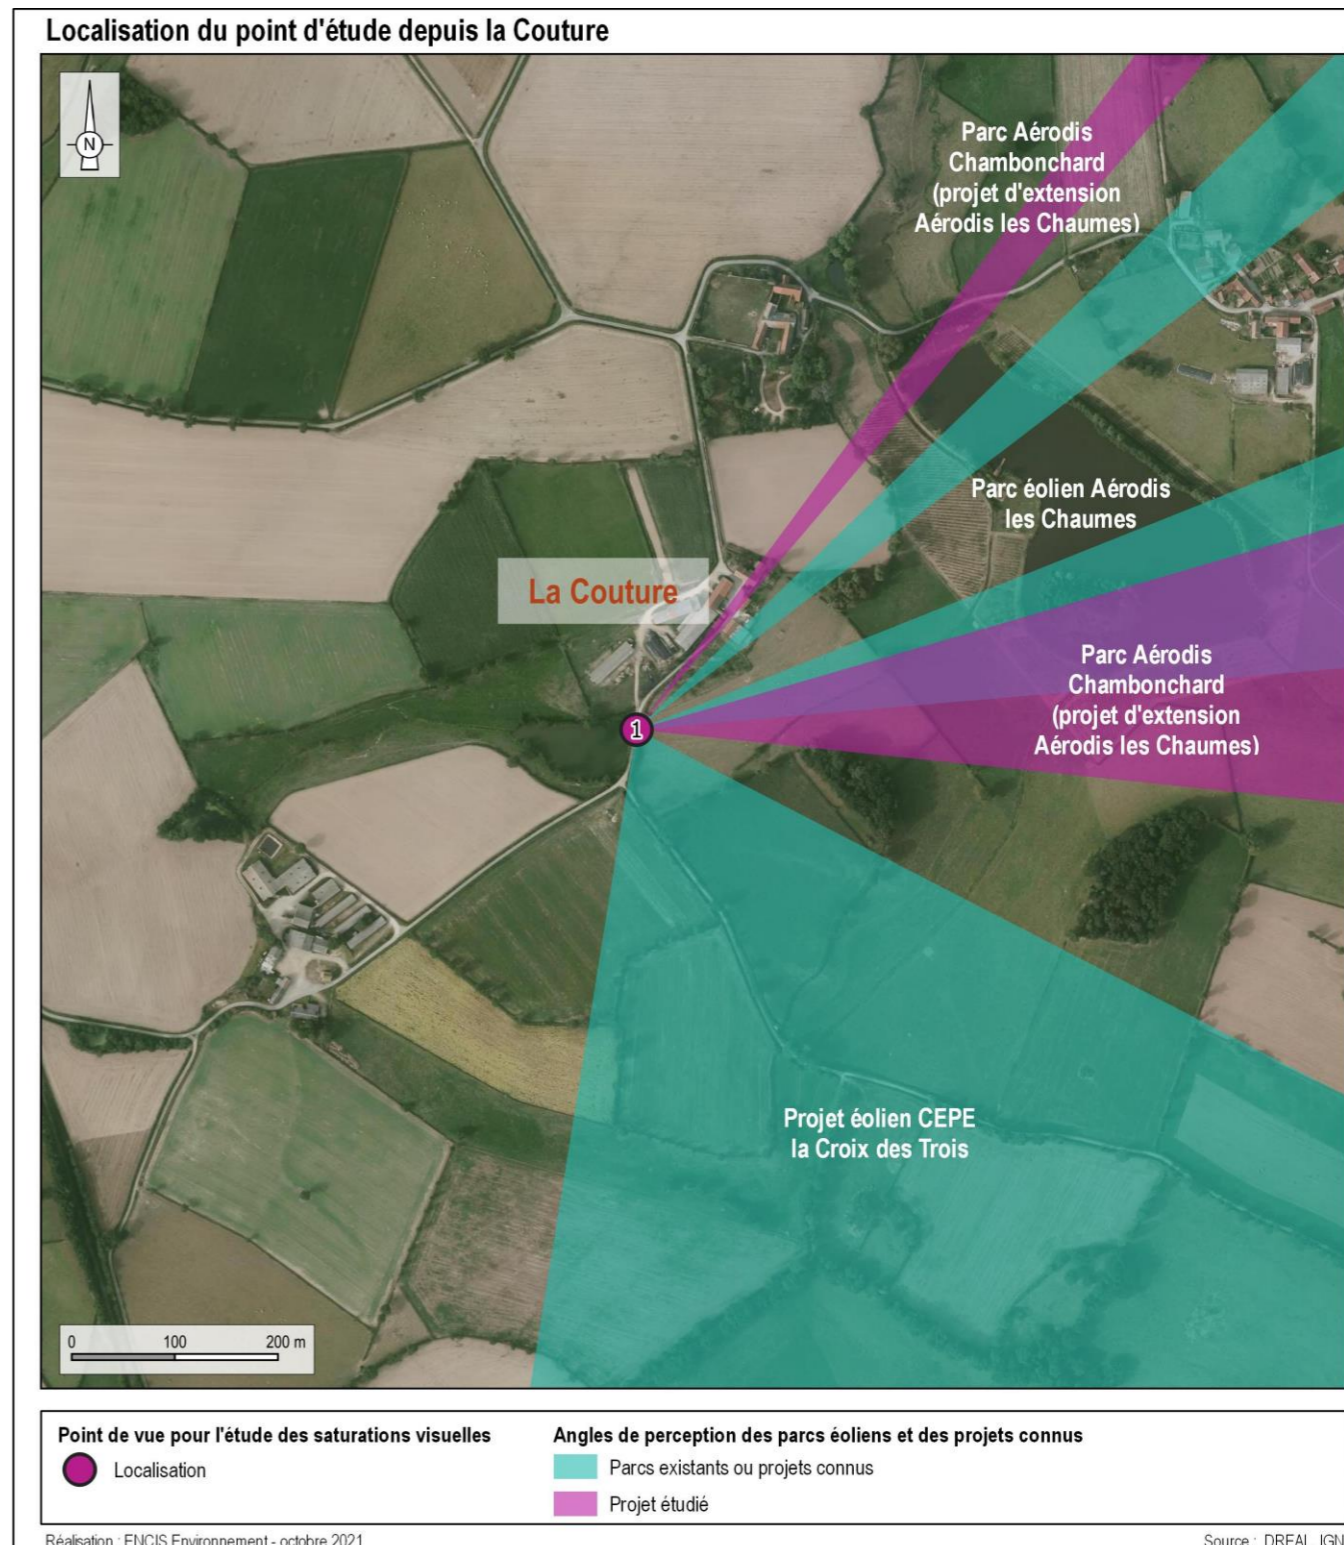 Localisation du point d'étude depuis la Couture
N
Parc Aérodis
Chambonchard
(projet d'extension
Aérodis les Chaumes)
Parc éolien Aérodis
les Chaumes
La Couture
Parc Aérodis
Chambonchard
(projet d'extension
Aérodis les Chaumes)
1
Projet éolien CEPE
la Croix des Trois
0 100 200 m
Point de vue pour l'étude des saturations visuelles
Localisation
Angles de perception des parcs éoliens et des projets connus
Parcs existants ou projets connus
Projet étudié
Réalisation : ENCIS Environnement - octobre 2021
Source : DREAL, IGN